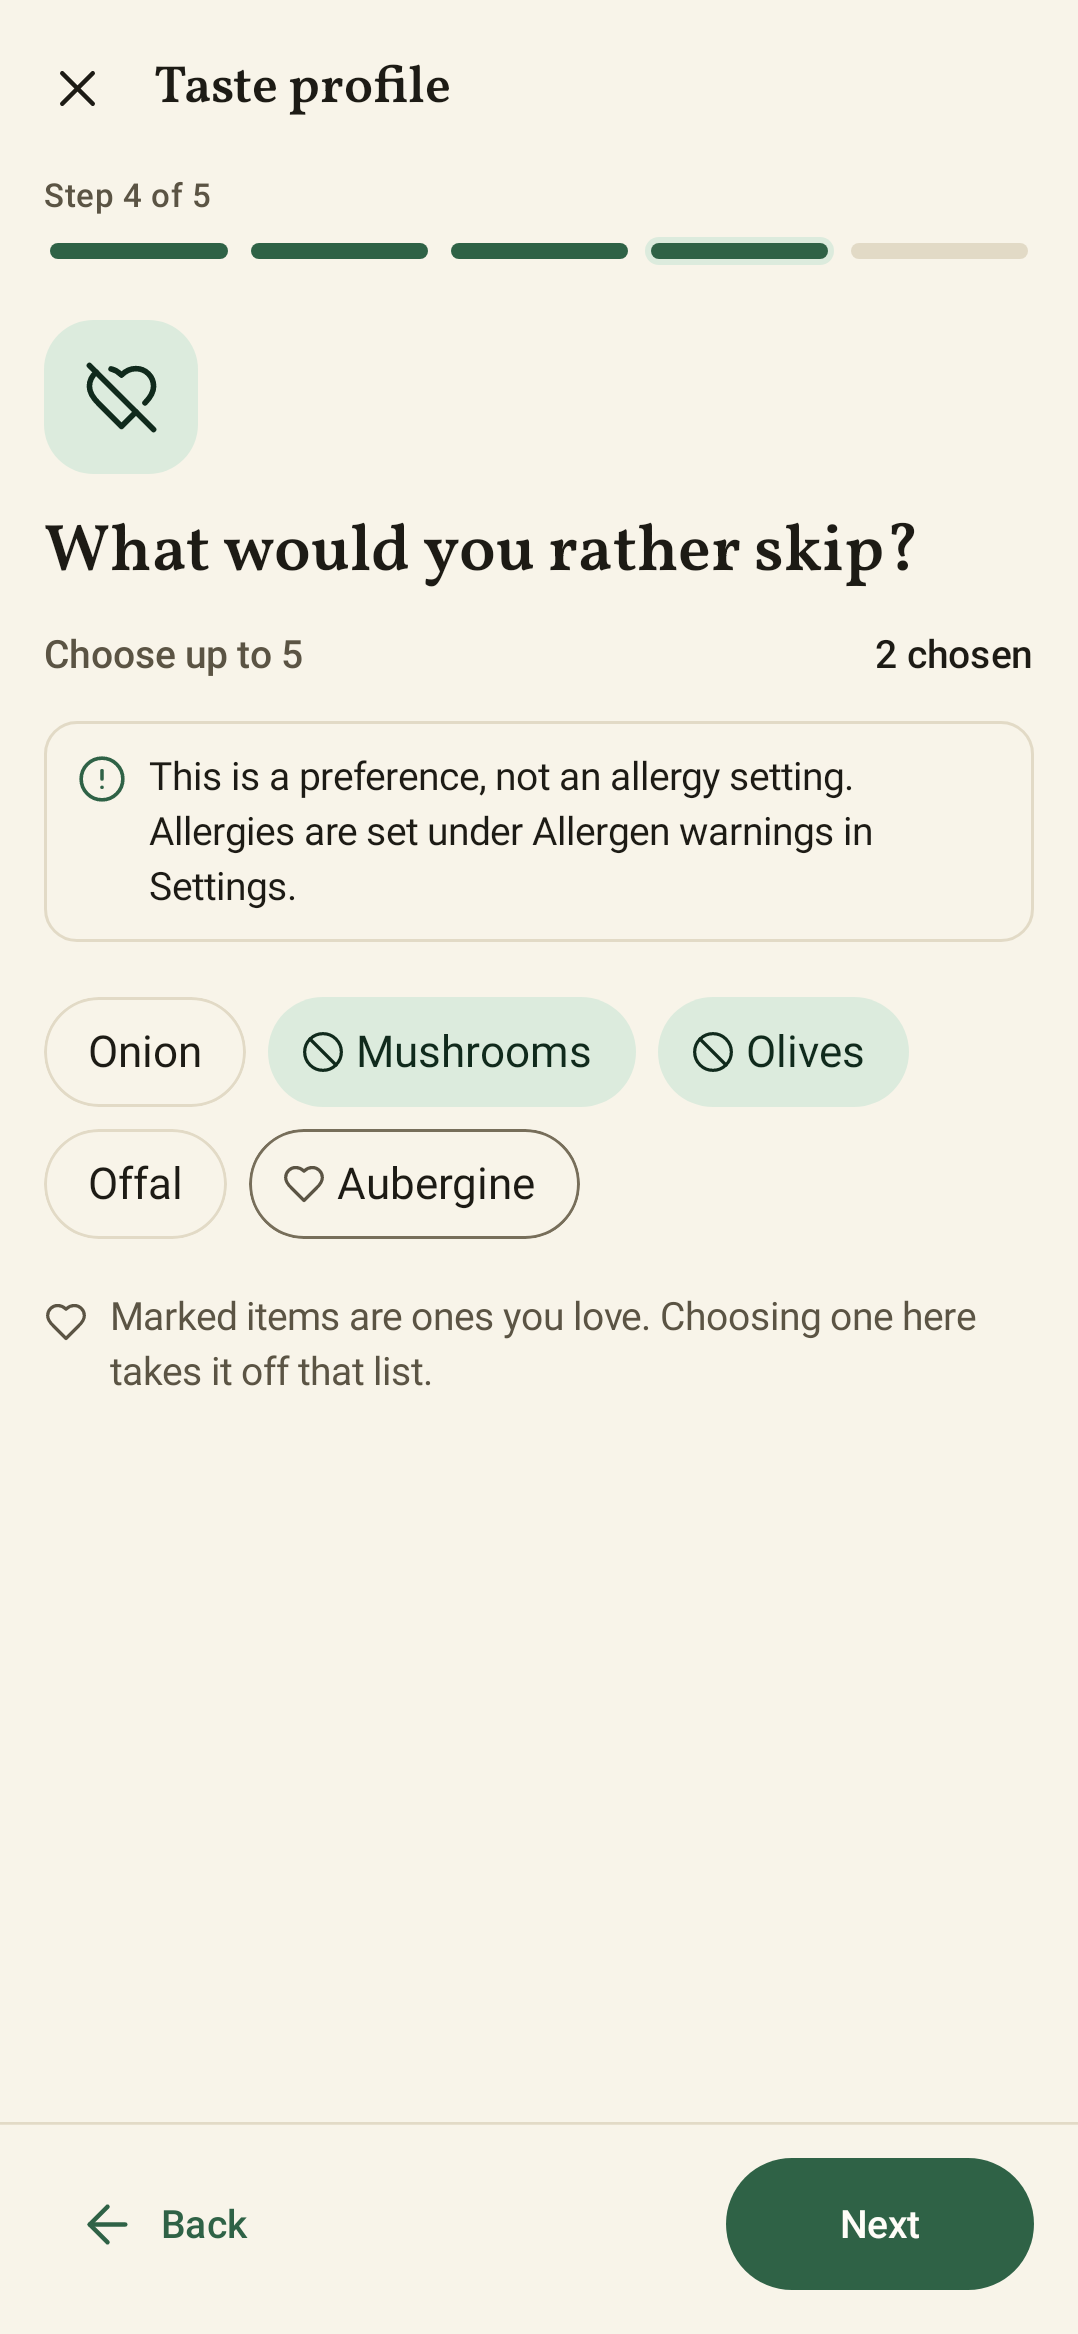 Taste profile
Step 4 of 5
What would you rather skip?
Choose up to 5
2 chosen
This is a preference, not an allergy setting.
Allergies are set under Allergen warnings in
Settings.
Onion
Mushrooms
Olives
Offal
Aubergine
Marked items are ones you love. Choosing one here
takes it off that list.
Back
Next